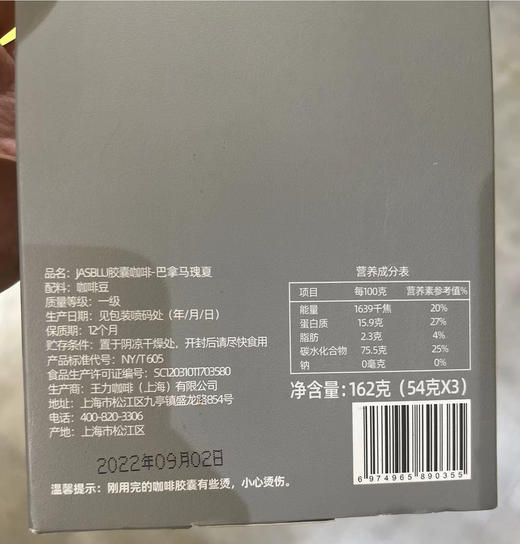 品名：JASBLU胶囊咖啡-巴拿马瑰夏
配料：咖啡豆
质量等级：一级
生产日期：见包装喷码处（年/月/日）
保质期：12个月
贮存条件：置于阴凉干燥处，开封后请尽快食用
产品标准代号：NY/T 605
食品生产许可证编号：SC12031011703580
生产商：王力咖啡（上海）有限公司
地址：上海市松江区九亭镇盛龙路854号
电话：400-820-3306
产地：上海市松江区
2022年09月02日
温馨提示：刚用完的咖啡胶囊有些烫，小心烫伤。
营养成分表
项目 每100克 营养素参考值%
能量 1639千焦 20%
蛋白质 15.9克 27%
脂肪 2.3克 4%
碳水化合物 75.5克 25%
钠 0毫克 0%
净含量：162克（54克X3）
6 974965 890355